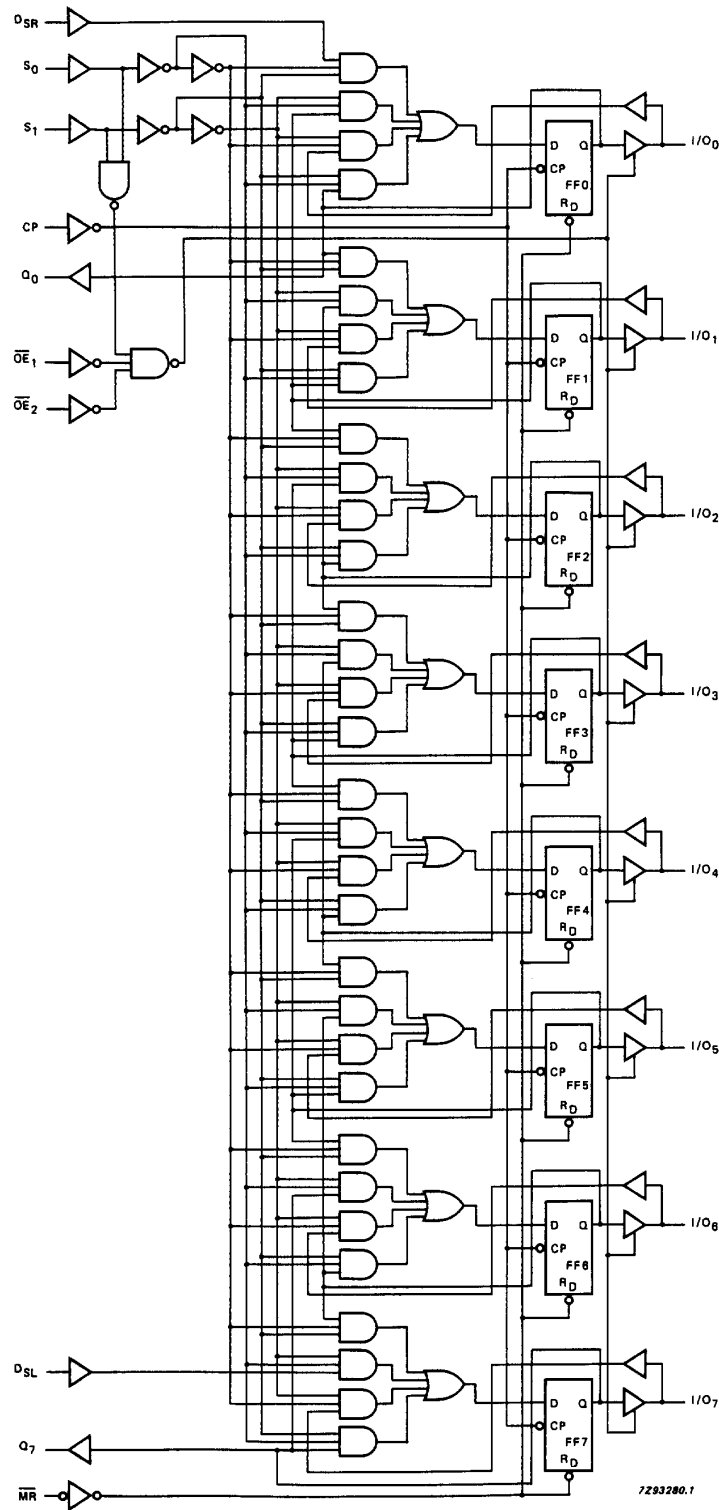 DSR
S0
S1
CP
Q0
OE1
OE2
D Q
CP
FF0
RD
I/O0
D Q
CP
FF1
RD
I/O1
D Q
CP
FF2
RD
I/O2
D Q
CP
FF3
RD
I/O3
D Q
CP
FF4
RD
I/O4
D Q
CP
FF5
RD
I/O5
D Q
CP
FF6
RD
I/O6
DSL
Q7
MR
D Q
CP
FF7
RD
I/O7
7Z93280.1